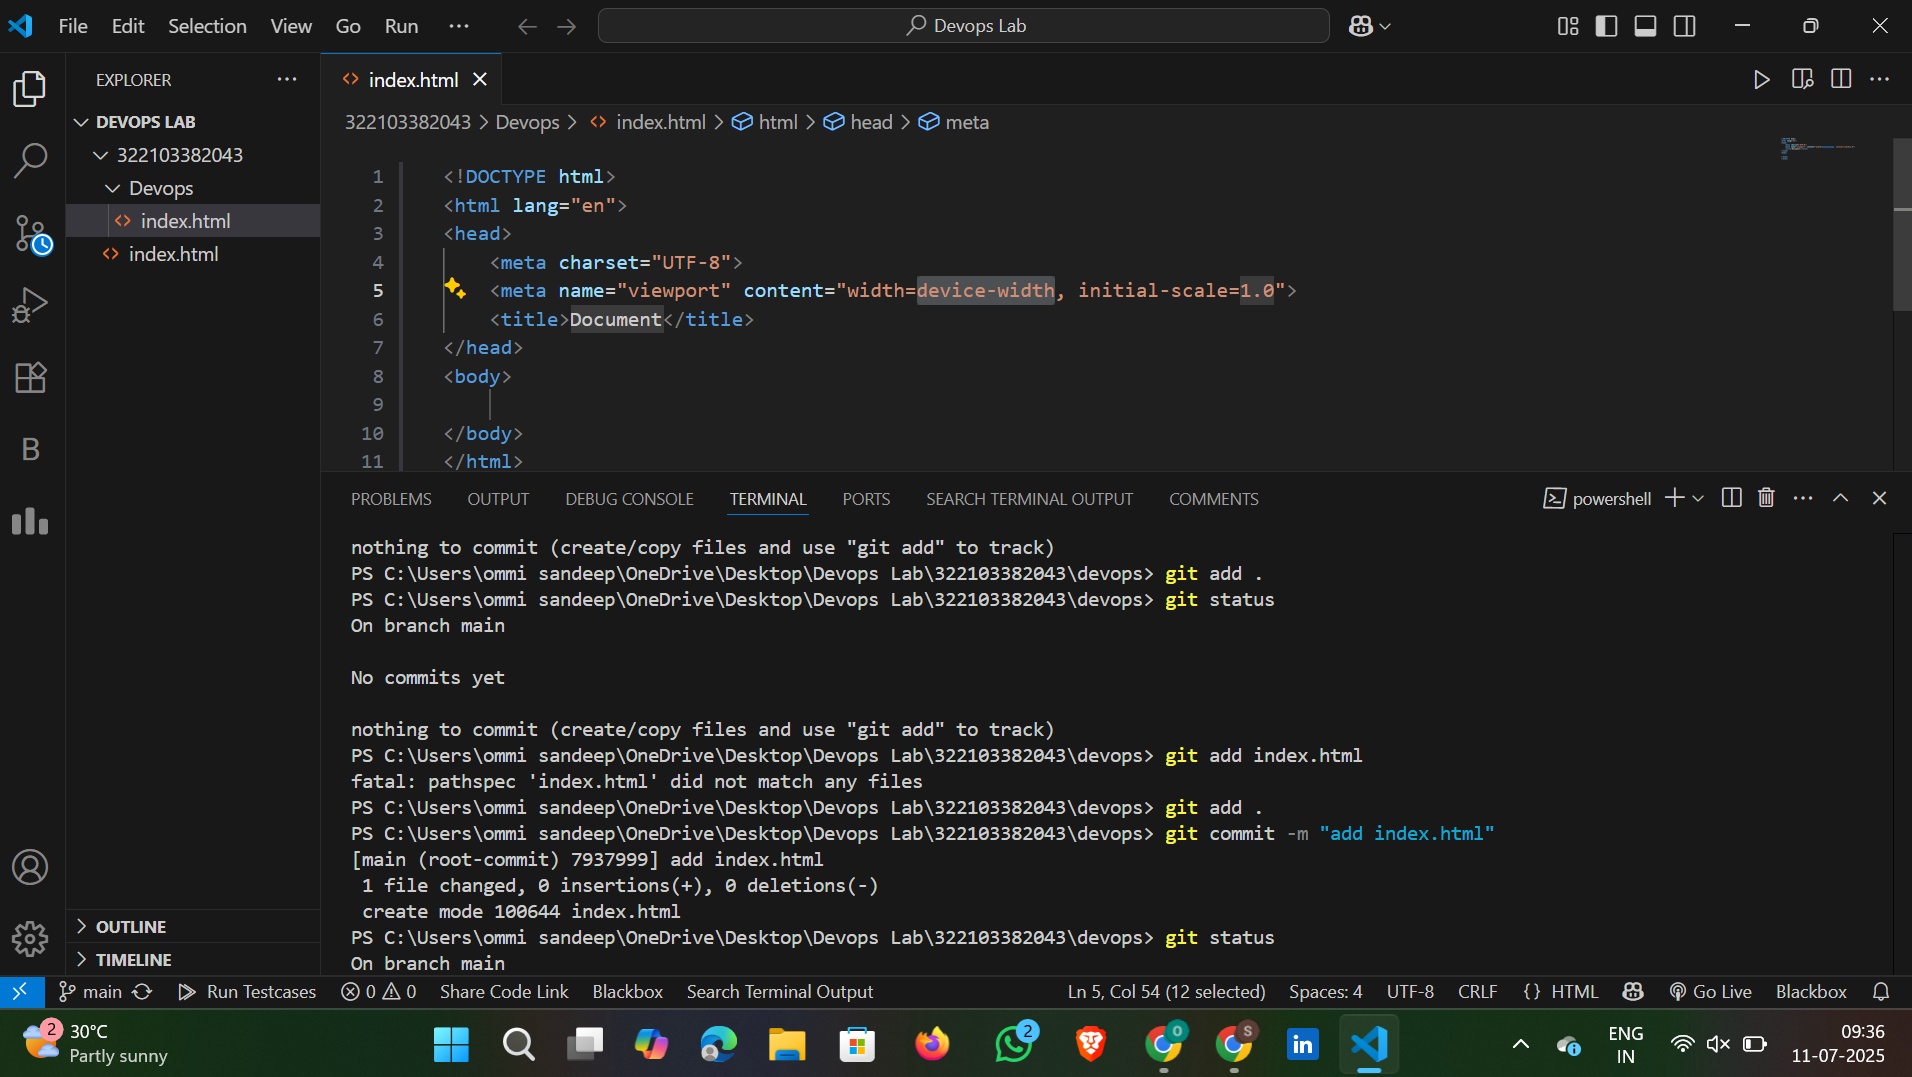 File Edit Selection View Go Run
Devops Lab
EXPLORER
DEVOPS LAB
322103382043
Devops
index.html
index.html
OUTLINE
TIMELINE
index.html
322103382043 > Devops > index.html > html > head > meta
1 <!DOCTYPE html>
2 <html lang="en">
3 <head>
4 <meta charset="UTF-8">
5 <meta name="viewport" content="width=device-width, initial-scale=1.0">
6 <title>Document</title>
7 </head>
8 <body>
9
10 </body>
11 </html>
PROBLEMS OUTPUT DEBUG CONSOLE TERMINAL PORTS SEARCH TERMINAL OUTPUT COMMENTS
powershell
nothing to commit (create/copy files and use "git add" to track)
PS C:\Users\ommi sandeep\OneDrive\Desktop\Devops Lab\322103382043\devops> git add .
PS C:\Users\ommi sandeep\OneDrive\Desktop\Devops Lab\322103382043\devops> git status
On branch main
No commits yet
nothing to commit (create/copy files and use "git add" to track)
PS C:\Users\ommi sandeep\OneDrive\Desktop\Devops Lab\322103382043\devops> git add index.html
fatal: pathspec 'index.html' did not match any files
PS C:\Users\ommi sandeep\OneDrive\Desktop\Devops Lab\322103382043\devops> git add .
PS C:\Users\ommi sandeep\OneDrive\Desktop\Devops Lab\322103382043\devops> git commit -m "add index.html"
[main (root-commit) 7937999] add index.html
1 file changed, 0 insertions(+), 0 deletions(-)
create mode 100644 index.html
PS C:\Users\ommi sandeep\OneDrive\Desktop\Devops Lab\322103382043\devops> git status
On branch main
B
main Run Testcases 0 0 Share Code Link Blackbox Search Terminal Output Ln 5, Col 54 (12 selected) Spaces: 4 UTF-8 CRLF {} HTML Go Live Blackbox
2
30°C
Partly sunny
2
O
S
in
ENG
IN
09:36
11-07-2025